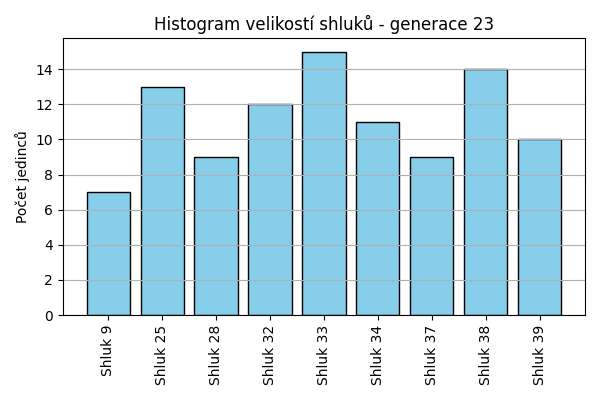 Histogram velikostí shluků - generace 23
Počet jedinců
14
12
10
8
6
4
2
0
Shluk 9
Shluk 25
Shluk 28
Shluk 32
Shluk 33
Shluk 34
Shluk 37
Shluk 38
Shluk 39